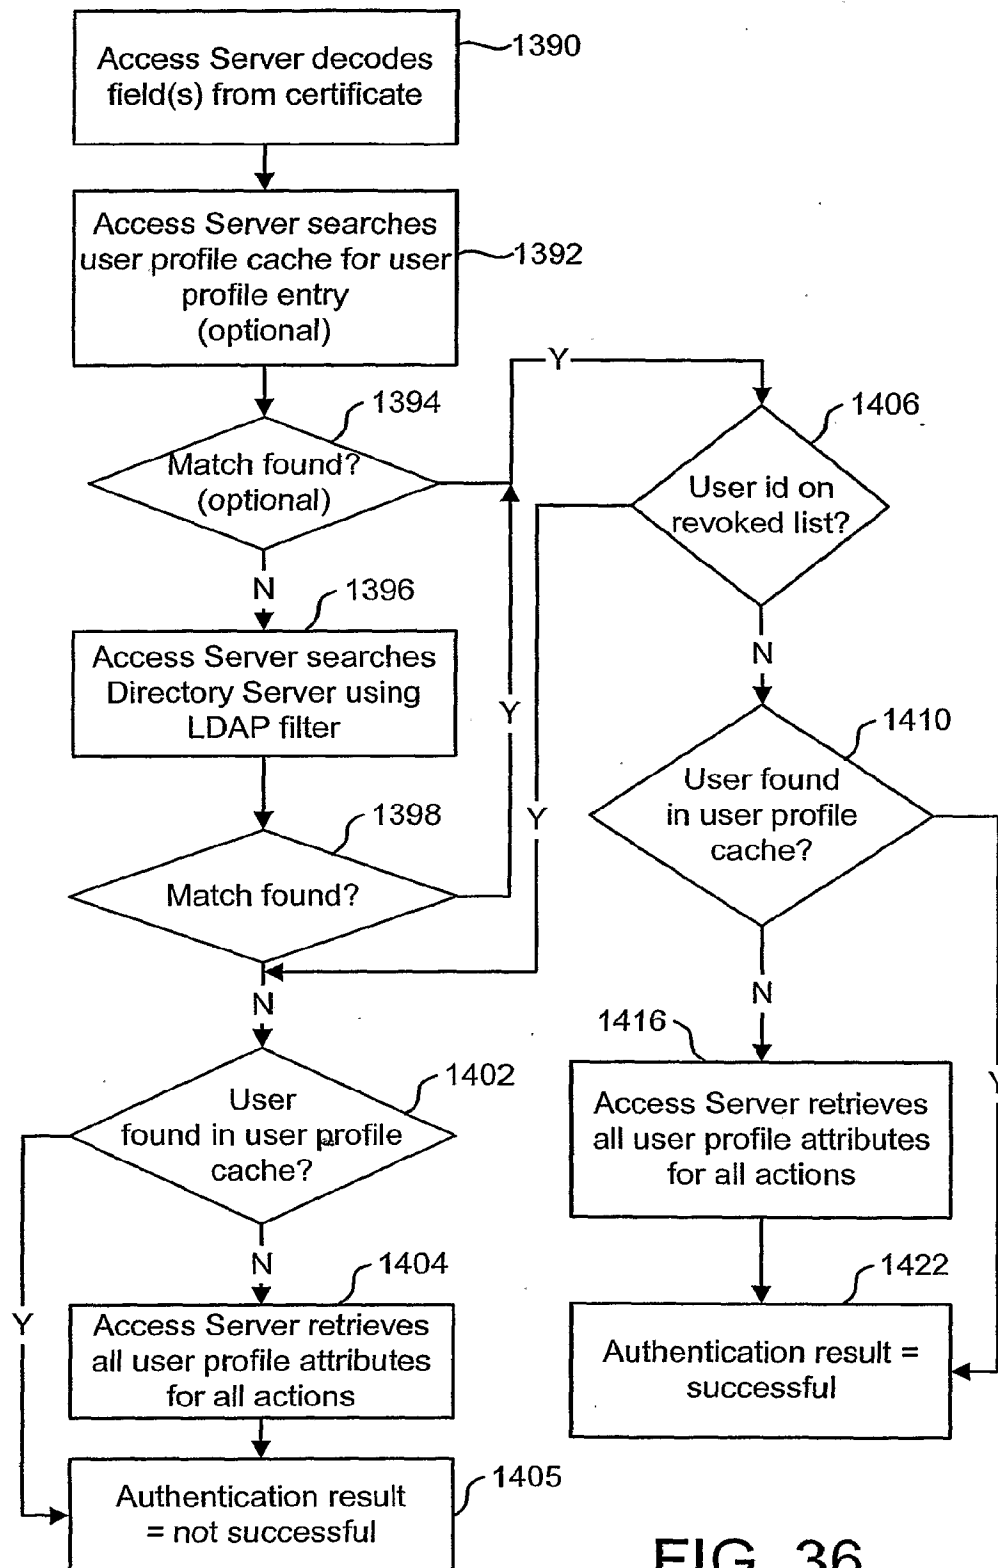 Access Server decodes
field(s) from certificate
1390
Access Server searches
user profile cache for user
profile entry
(optional)
1392
Y
1394
Match found?
(optional)
1406
User id on
revoked list?
N
1396
Access Server searches
Directory Server using
LDAP filter
Y
N
1410
User found
in user profile
cache?
1398
Match found?
Y
N
N
1402
User
found in user profile
cache?
1416
Access Server retrieves
all user profile attributes
for all actions
Y
N
1404
Access Server retrieves
all user profile attributes
for all actions
Y
1422
Authentication result =
successful
Authentication result
= not successful
1405
FIG. 36